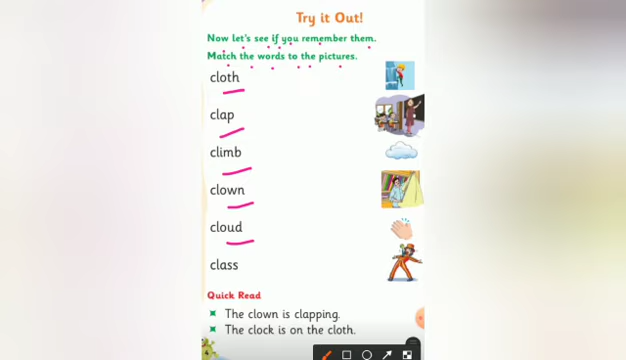 Try it Out!
Now let's see if you remember them.
Match the words to the pictures.
cloth
clap
climb
clown
cloud
class
Quick Read
The clown is clapping.
The clock is on the cloth.